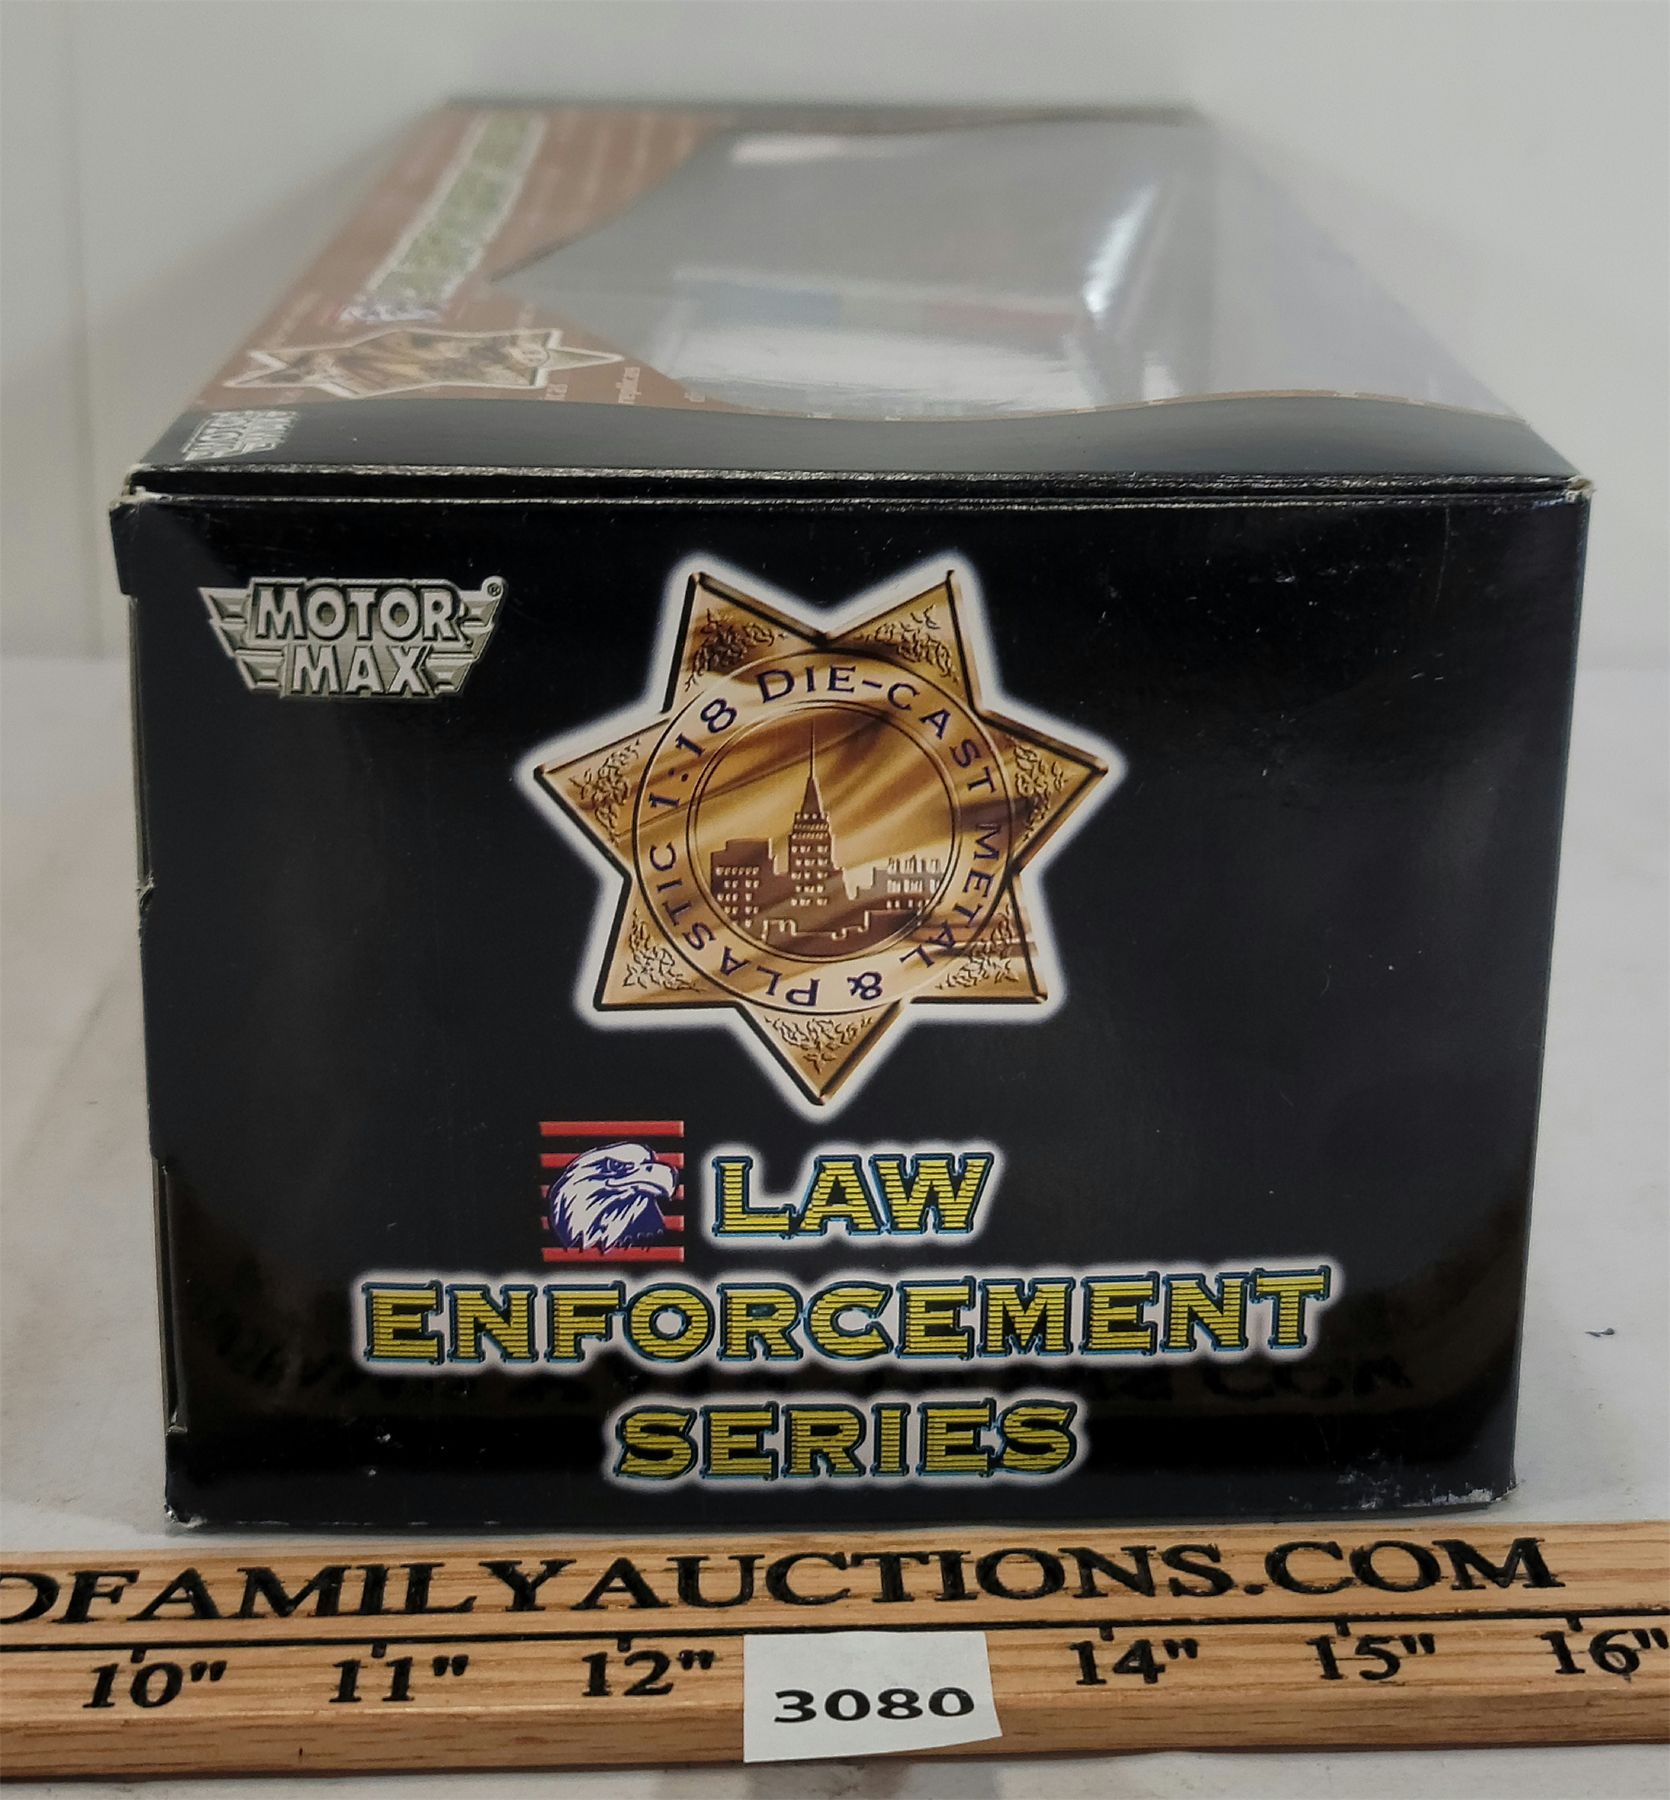 MOTOR
MAX
®
1:18 DIE-CAST METAL & PLASTIC
LAW
ENFORCEMENT
SERIES
DFAMILYAUCTIONS.COM
10" 11" 12" 14" 15" 16"
3080